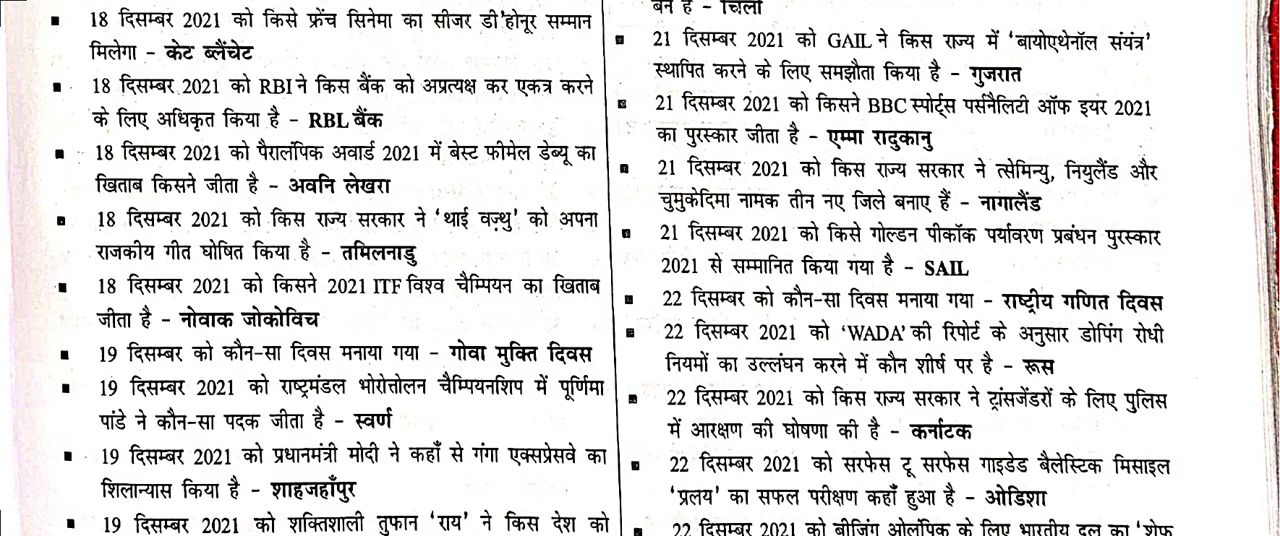 18 दिसम्बर 2021 को किसे फ्रेंच सिनेमा का सीजर डी'होनूर सम्मान
मिलेगा - केट ब्लैंचेट
18 दिसम्बर 2021 को RBI ने किस बैंक को अप्रत्यक्ष कर एकत्र करने
के लिए अधिकृत किया है - RBL बैंक
18 दिसम्बर 2021 को पैरालंपिक अवार्ड 2021 में बेस्ट फीमेल डेब्यू का
खिताब किसने जीता है - अवनि लेखरा
18 दिसम्बर 2021 को किस राज्य सरकार ने 'थाई वज़्थु' को अपना
राजकीय गीत घोषित किया है - तमिलनाडु
18 दिसम्बर 2021 को किसने 2021 ITF विश्व चैम्पियन का खिताब
जीता है - नोवाक जोकोविच
19 दिसम्बर को कौन-सा दिवस मनाया गया - गोवा मुक्ति दिवस
19 दिसम्बर 2021 को राष्ट्रमंडल भोरोत्तोलन चैम्पियनशिप में पूर्णिमा
पांडे ने कौन-सा पदक जीता है - स्वर्ण
19 दिसम्बर 2021 को प्रधानमंत्री मोदी ने कहाँ से गंगा एक्सप्रेसवे का
शिलान्यास किया है - शाहजहाँपुर
19 दिसम्बर 2021 को शक्तिशाली तुफान 'राय' ने किस देश को
बने हैं - चिली
21 दिसम्बर 2021 को GAIL ने किस राज्य में 'बायोएथेनॉल संयंत्र'
स्थापित करने के लिए समझौता किया है - गुजरात
21 दिसम्बर 2021 को किसने BBC स्पोर्ट्स पर्सनैलिटी ऑफ इयर 2021
का पुरस्कार जीता है - एम्मा रादुकानु
21 दिसम्बर 2021 को किस राज्य सरकार ने त्सेमिन्यु, नियुलैंड और
चुमुकेदिमा नामक तीन नए जिले बनाए हैं - नागालैंड
21 दिसम्बर 2021 को किसे गोल्डन पीकॉक पर्यावरण प्रबंधन पुरस्कार
2021 से सम्मानित किया गया है - SAIL
22 दिसम्बर को कौन-सा दिवस मनाया गया - राष्ट्रीय गणित दिवस
22 दिसम्बर 2021 को 'WADA' की रिपोर्ट के अनुसार डोपिंग रोधी
नियमों का उल्लंघन करने में कौन शीर्ष पर है - रूस
22 दिसम्बर 2021 को किस राज्य सरकार ने ट्रांसजेंडरों के लिए पुलिस
में आरक्षण की घोषणा की है - कर्नाटक
22 दिसम्बर 2021 को सरफेस टू सरफेस गाइडेड बैलेस्टिक मिसाइल
'प्रलय' का सफल परीक्षण कहाँ हुआ है - ओडिशा
22 दिसम्बर 2021 को बीजिंग ओलंपिक के लिए भारतीय दल का 'शेफ